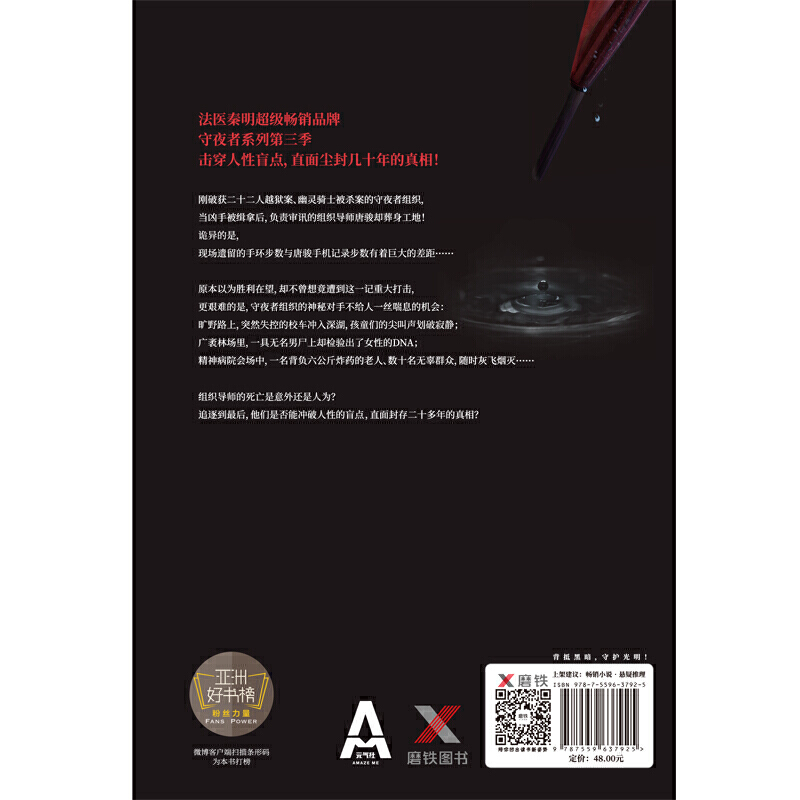 法医秦明超级畅销品牌
守夜者系列第三季
击穿人性盲点, 直面尘封几十年的真相!
刚破获二十二人越狱案、幽灵骑士被杀案的守夜者组织,
当凶手被缉拿后, 负责审讯的组织导师唐骏却葬身工地!
诡异的是,
现场遗留的手环步数与唐骏手机记录步数有着巨大的差距……
原本以为胜利在望, 却不曾想竟遭到这一记重大打击,
更艰难的是, 守夜者组织的神秘对手不给人一丝喘息的机会:
旷野路上, 突然失控的校车冲入深湖, 孩童们的尖叫声划破寂静;
广袤林场里, 一具无名男尸上却检验出了女性的DNA;
精神病院会场中, 一名背负六公斤炸药的老人、数十名无辜群众, 随时灰飞烟灭……
组织导师的死亡是意外还是人为?
追逐到最后, 他们是否能冲破人性的盲点, 直面封存二十多年的真相?
背抵黑暗, 守护光明!
磨铁
上架建议: 畅销小说·悬疑推理
ISBN 978-7-5596-3792-5
磨铁
9 787559 637925 >
定价: 48.00元
亚洲
好书榜
粉丝力量
FANS POWER
微博客户端扫描条形码
为本书打榜
元气社
AMAZE ME
磨铁图书